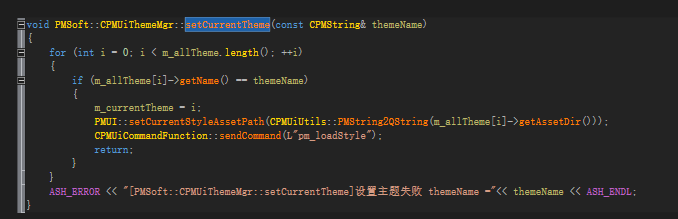 void PMSoft::CPMUiThemeMgr::setCurrentTheme(const CPMString& themeName)
{
for (int i = 0; i < m_allTheme.length(); ++i)
{
if (m_allTheme[i]->getName() == themeName)
{
m_currentTheme = i;
PMUI::setCurrentStyleAssetPath(CPMUiUtils::PMString2QString(m_allTheme[i]->getAssetDir()));
CPMUiCommandFunction::sendCommand(L"pm_loadStyle");
return;
}
}
ASH_ERROR << "[PMSoft::CPMUiThemeMgr::setCurrentTheme]设置主题失败 themeName ="<< themeName << ASH_ENDL;
}